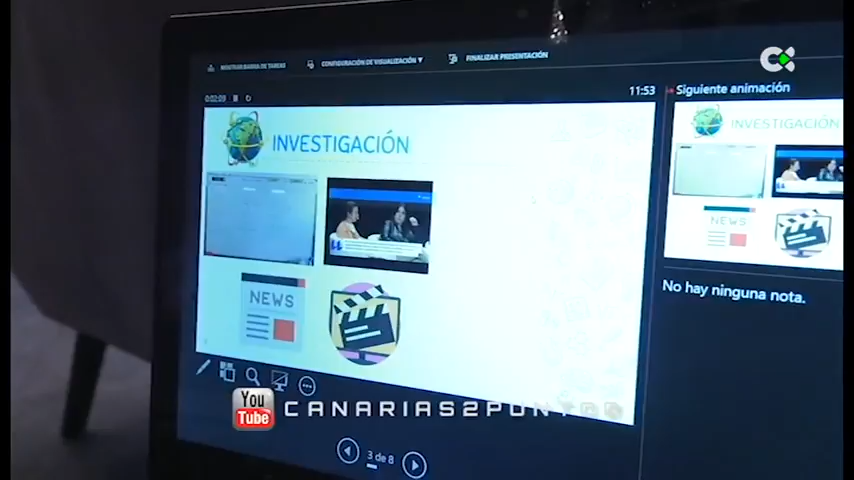 MOSTRAR BARRA DE TAREAS
CONFIGURACIÓN DE VISUALIZACIÓN
FINALIZAR PRESENTACIÓN
0:02:09
11:53
Siguiente animación
INVESTIGACIÓN
NEWS
INVESTIGACIÓN
NEWS
No hay ninguna nota.
You
Tube
CANARIAS2PUNT
3 de 8